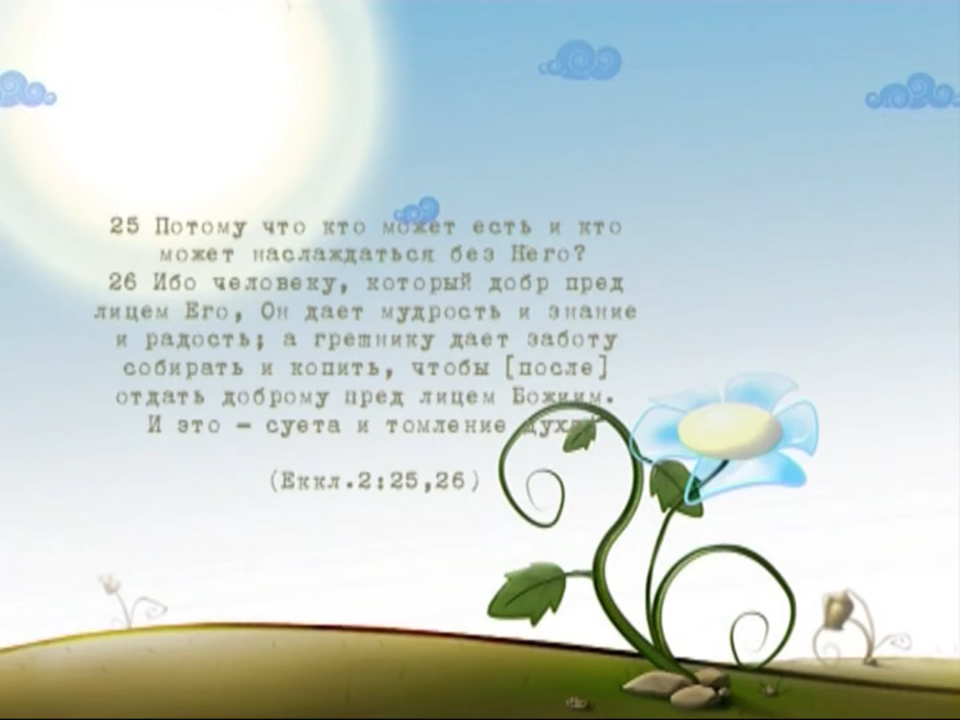 25 Потому что кто может есть и кто
может наслаждаться без Него?
26 Ибо человеку, который добр пред
лицем Его, Он дает мудрость и знание
и радость; а грешнику дает заботу
собирать и копить, чтобы [после]
отдать доброму пред лицем Божиим.
И это - суета и томление духа.
(Еккл.2:25,26)